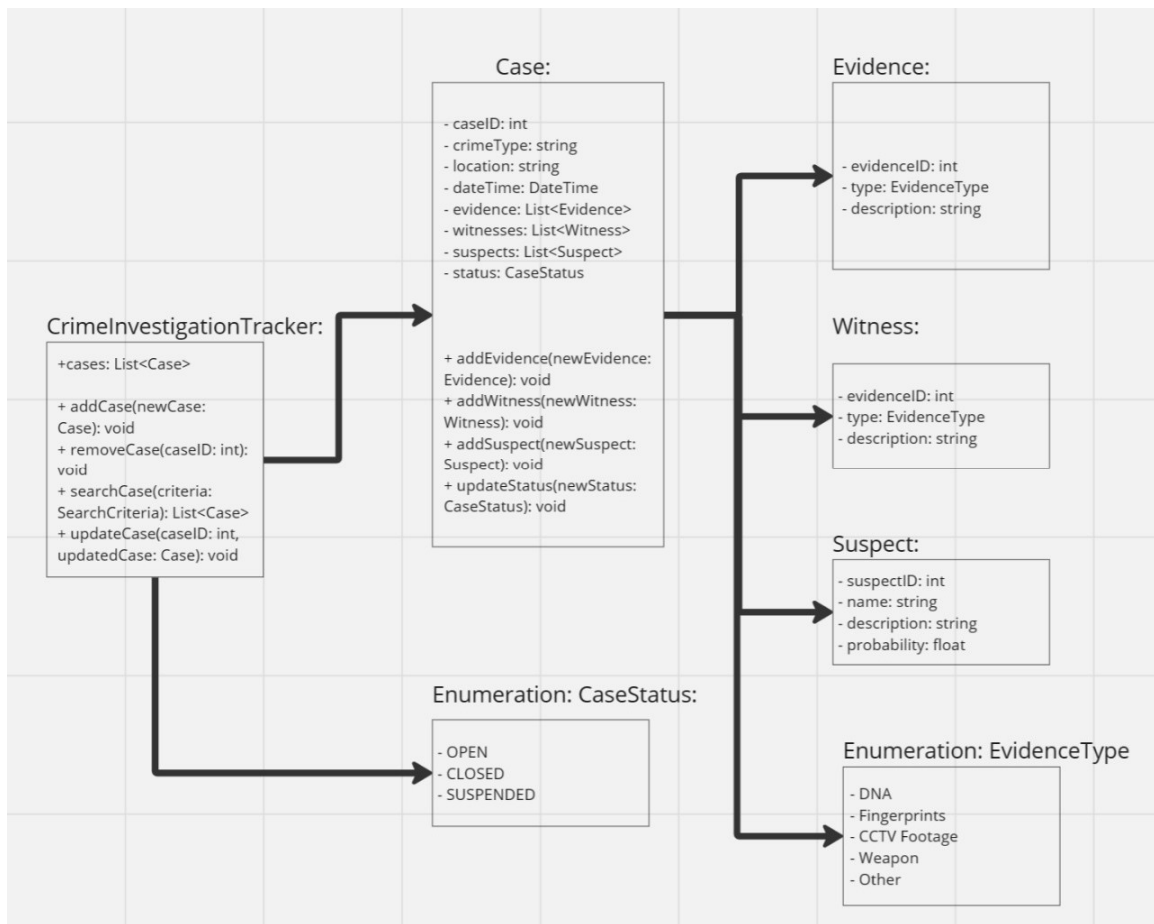 Case:
- caseID: int
- crimeType: string
- location: string
- dateTime: DateTime
- evidence: List<Evidence>
- witnesses: List<Witness>
- suspects: List<Suspect>
- status: CaseStatus
+ addEvidence(newEvidence:
Evidence): void
+ addWitness(newWitness:
Witness): void
+ addSuspect(newSuspect:
Suspect): void
+ updateStatus(newStatus:
CaseStatus): void
Evidence:
- evidenceID: int
- type: EvidenceType
- description: string
CrimeInvestigationTracker:
+cases: List<Case>
+ addCase(newCase:
Case): void
+ removeCase(caseID: int):
void
+ searchCase(criteria:
SearchCriteria): List<Case>
+ updateCase(caseID: int,
updatedCase: Case): void
Witness:
- evidenceID: int
- type: EvidenceType
- description: string
Suspect:
- suspectID: int
- name: string
- description: string
- probability: float
Enumeration: CaseStatus:
- OPEN
- CLOSED
- SUSPENDED
Enumeration: EvidenceType
- DNA
- Fingerprints
- CCTV Footage
- Weapon
- Other